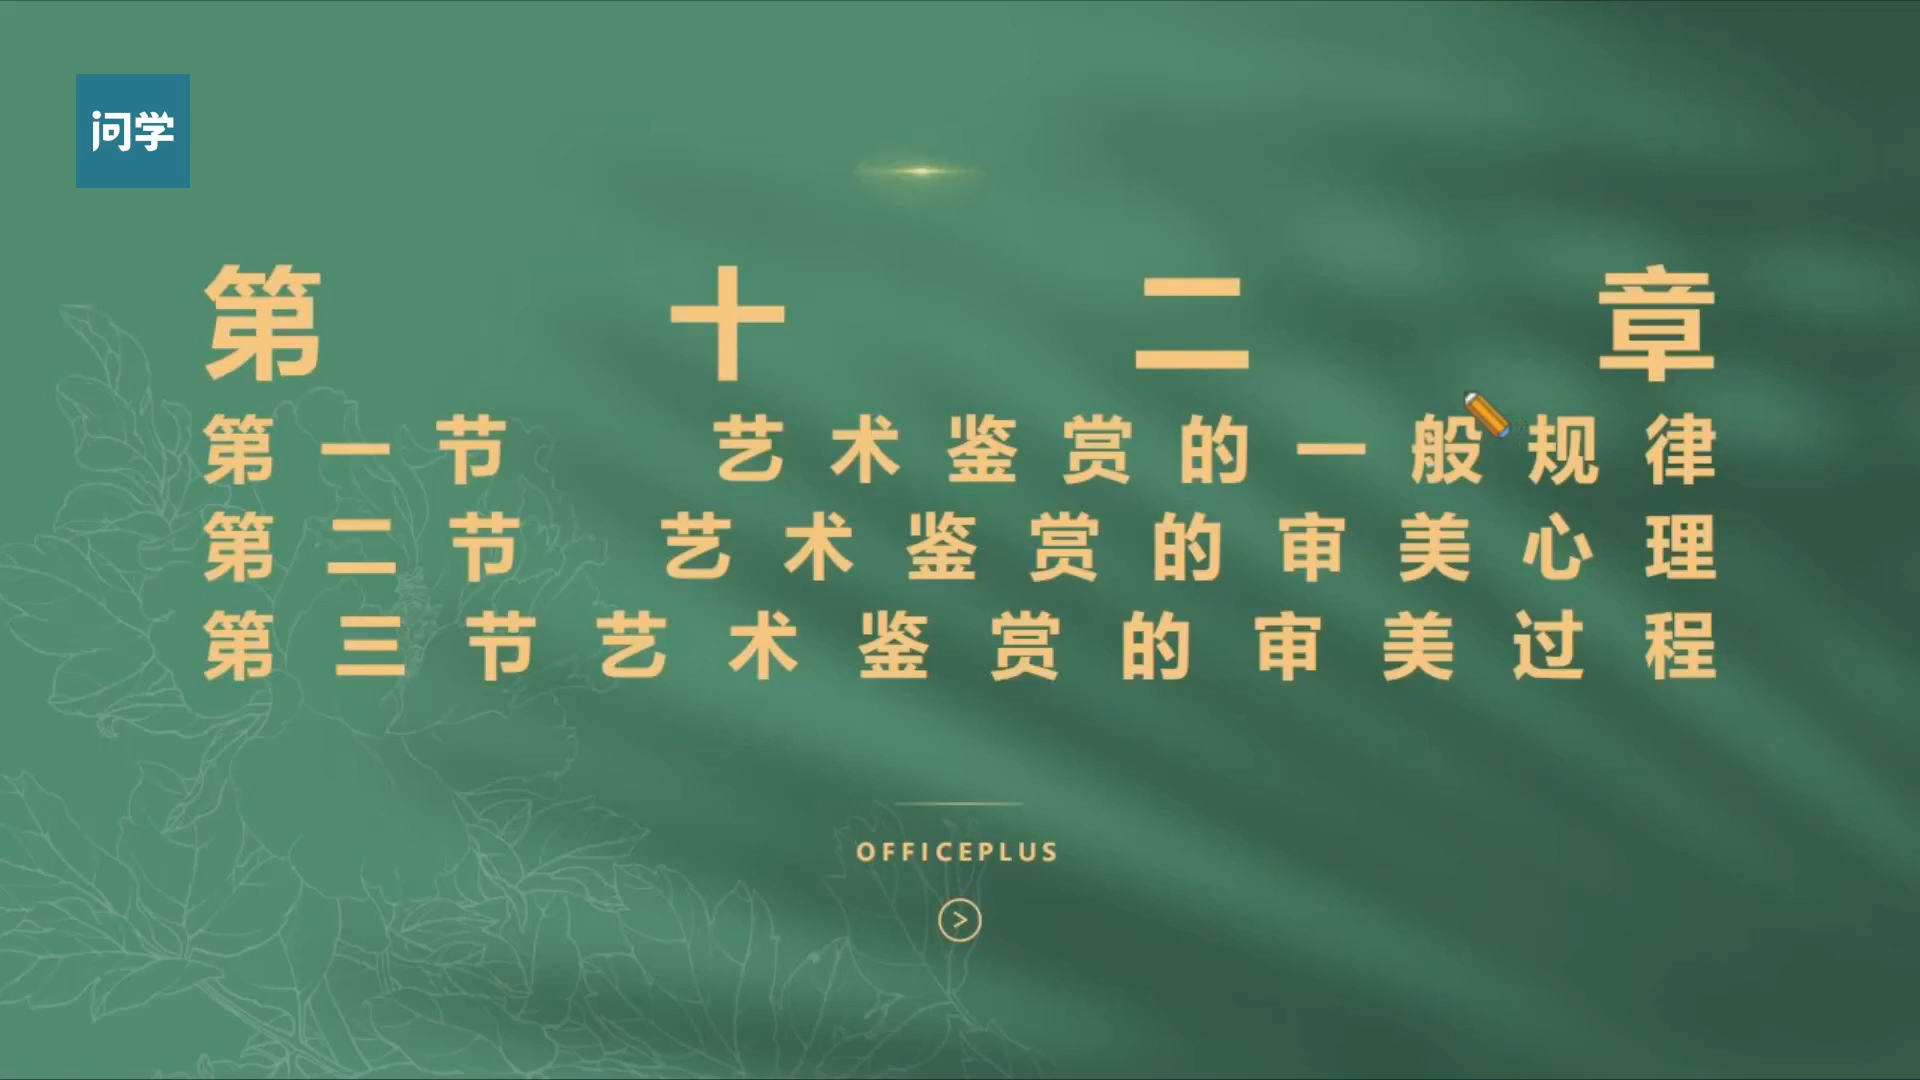 问学
第十二章
第一节 艺术鉴赏的一般规律
第二节 艺术鉴赏的审美心理
第三节艺术鉴赏的审美过程
OFFICEPLUS